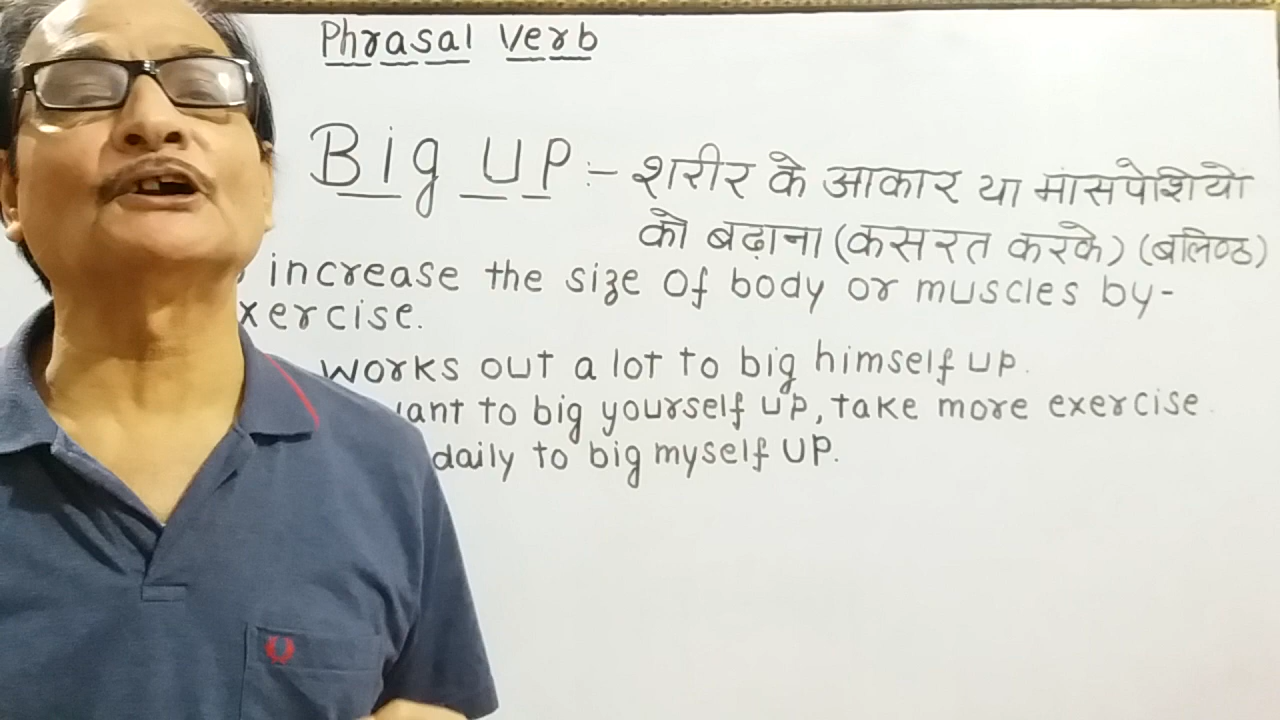 Phrasal Verb
Big UP :- शरीर के आकार या मांसपेशियो
को बढ़ाना (कसरत करके) (बलिष्ठ)
increase the size of body or muscles by-
xercise.
works out a lot to big himself up.
ant to big yourself up, take more exercise.
daily to big myself up.